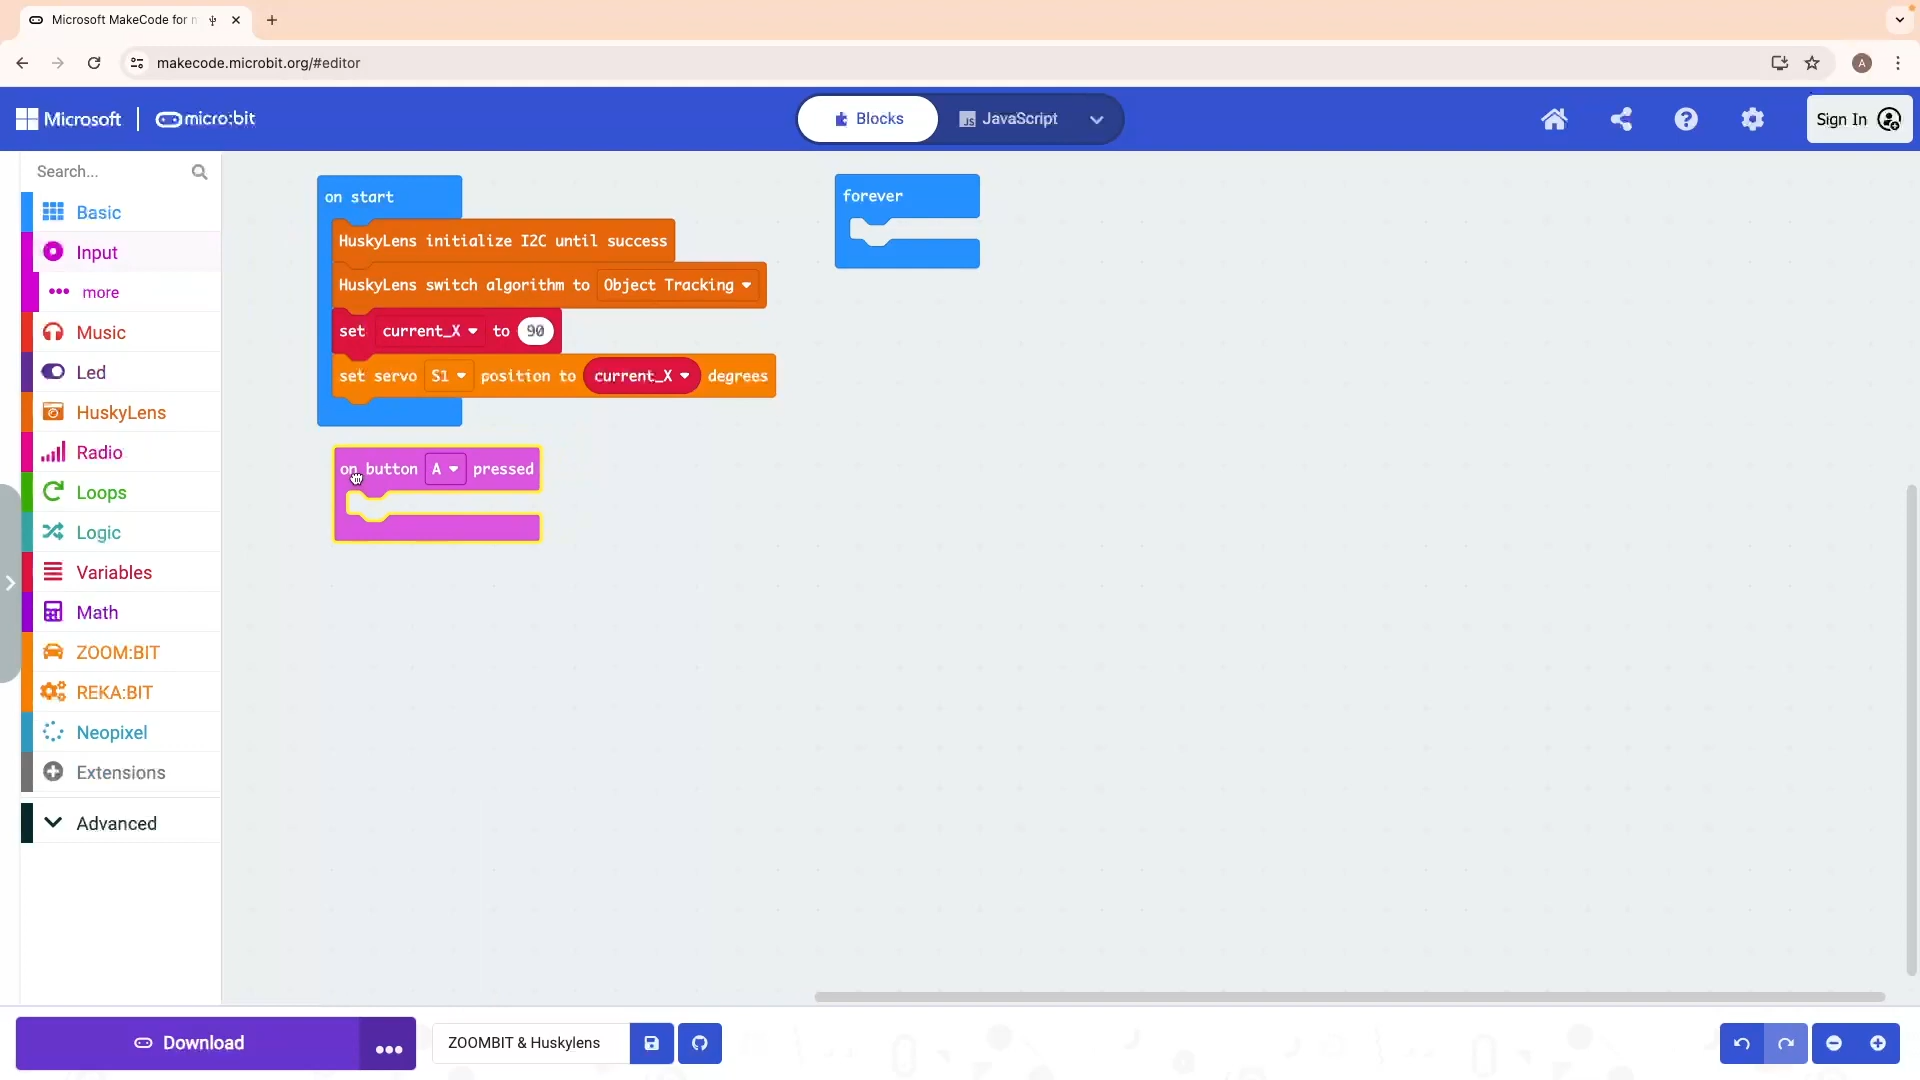 Microsoft MakeCode for n
makecode.microbit.org/#editor
A
Microsoft
micro:bit
Blocks
JS JavaScript
Sign In
Search...
Basic
Input
more
Music
Led
HuskyLens
Radio
Loops
Logic
Variables
Math
ZOOM:BIT
REKA:BIT
Neopixel
Extensions
Advanced
on start
HuskyLens initialize I2C until success
HuskyLens switch algorithm to Object Tracking
set current_X to 90
set servo S1 position to current_X degrees
on button A pressed
forever
Download
ZOOMBIT & Huskylens